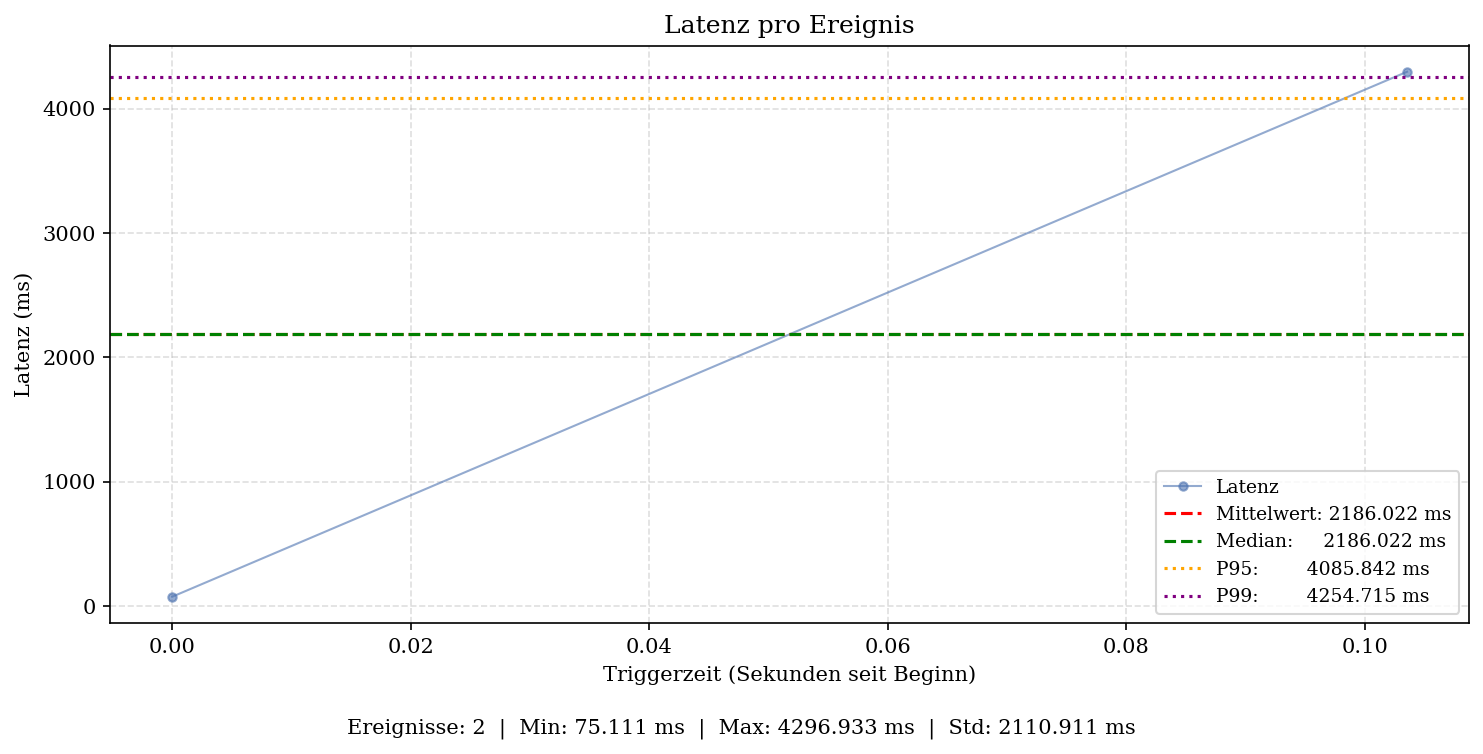 Latenz pro Ereignis
Latenz (ms)
4000
3000
2000
1000
0
0.00 0.02 0.04 0.06 0.08 0.10
Triggerzeit (Sekunden seit Beginn)
Latenz
Mittelwert: 2186.022 ms
Median: 2186.022 ms
P95: 4085.842 ms
P99: 4254.715 ms
Ereignisse: 2 | Min: 75.111 ms | Max: 4296.933 ms | Std: 2110.911 ms